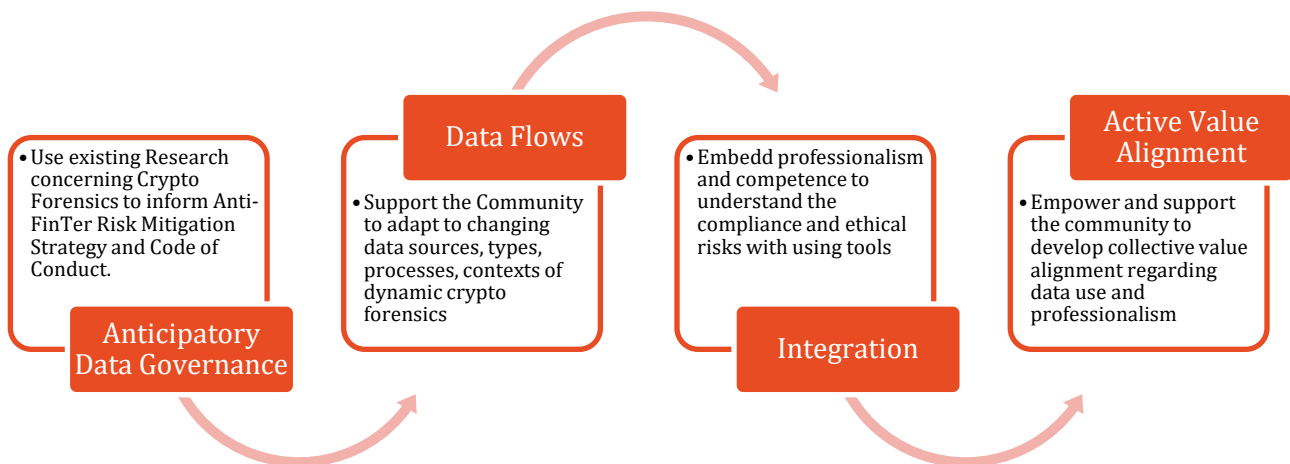 • Use existing Research
concerning Crypto
Forensics to inform Anti-
FinTer Risk Mitigation
Strategy and Code of
Conduct.
Anticipatory
Data Governance
Data Flows
• Support the Community
to adapt to changing
data sources, types,
processes, contexts of
dynamic crypto
forensics
• Embedd professionalism
and competence to
understand the
compliance and ethical
risks with using tools
Integration
Active Value
Alignment
• Empower and support
the community to
develop collective value
alignment regarding
data use and
professionalism